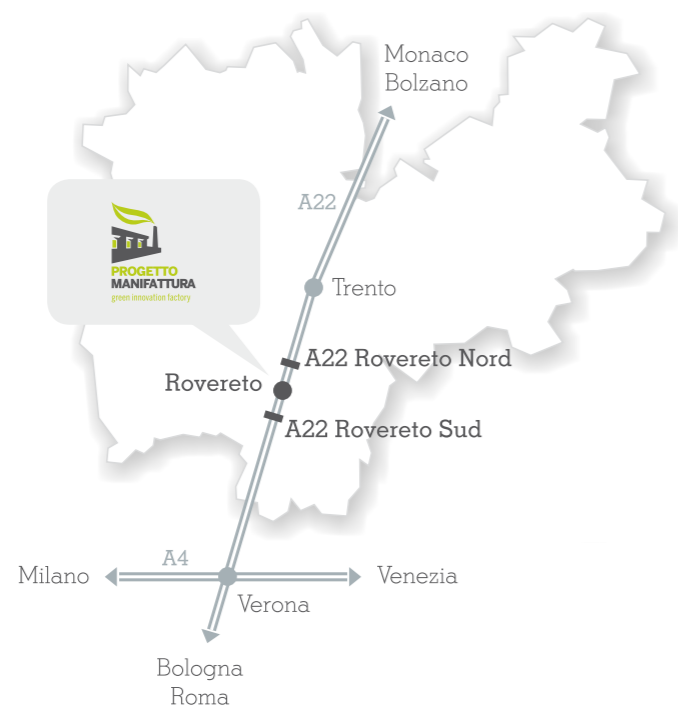 Monaco
Bolzano
A22
PROGETTO
MANIFATTURA
green innovation factory
Trento
A22 Rovereto Nord
Rovereto
A22 Rovereto Sud
A4
Milano
Venezia
Verona
Bologna
Roma